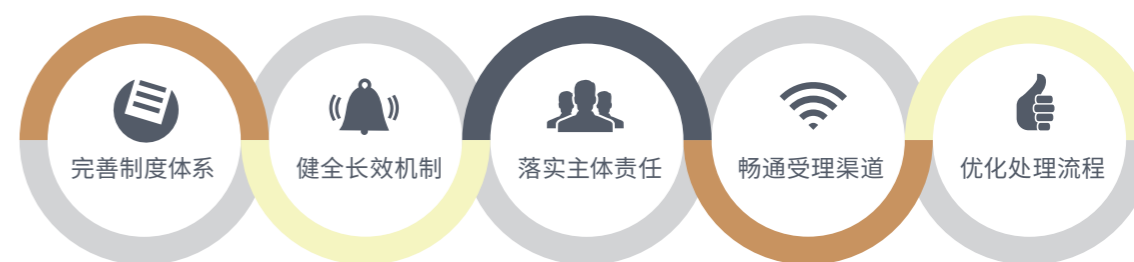 完善制度体系
健全长效机制
落实主体责任
畅通受理渠道
优化处理流程